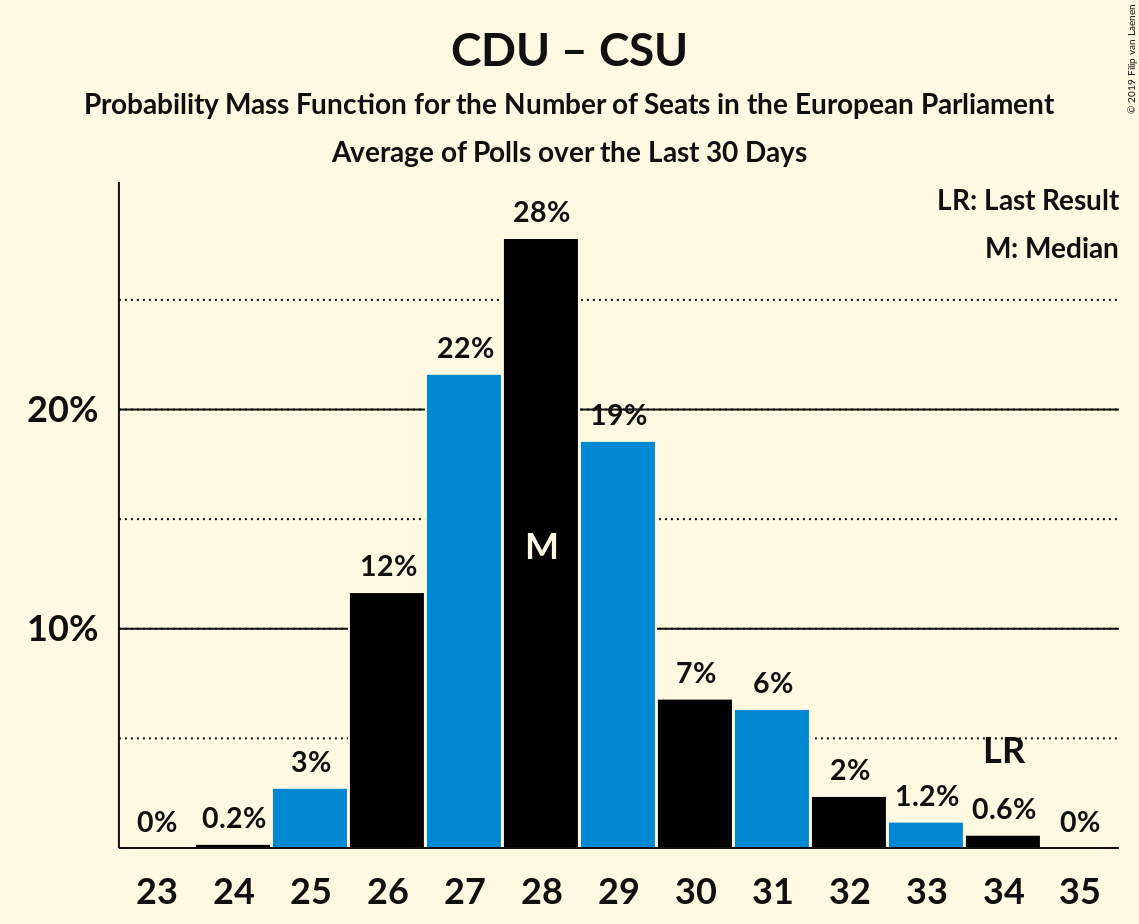 CDU – CSU
Probability Mass Function for the Number of Seats in the European Parliament
Average of Polls over the Last 30 Days
© 2019 Filip van Laenen
LR: Last Result
M: Median
28%
22%
20%
19%
M
12%
10%
7%
6%
LR
3%
2%
1.2%
0.6%
0%
0.2%
0%
23 24 25 26 27 28 29 30 31 32 33 34 35